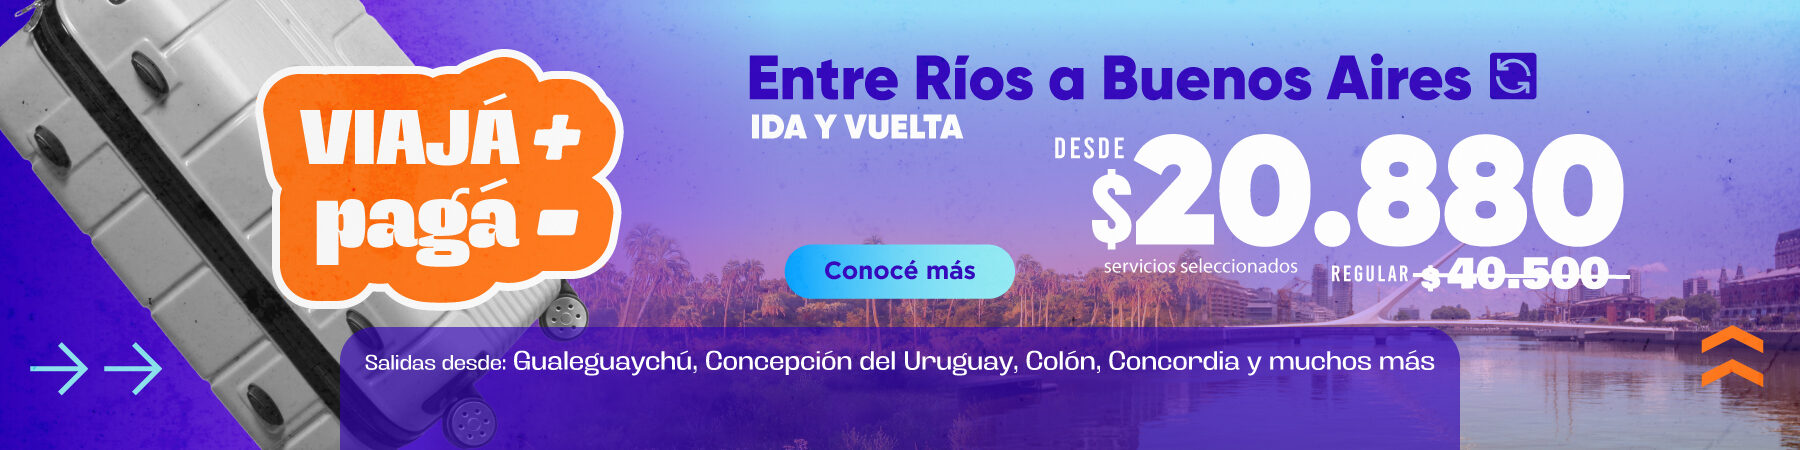 VIAJÁ +
pagá -
Entre Ríos a Buenos Aires
IDA Y VUELTA
DESDE
$20.880
servicios seleccionados
REGULAR $ 40.500
Conocé más
Salidas desde: Gualeguaychú, Concepción del Uruguay, Colón, Concordia y muchos más